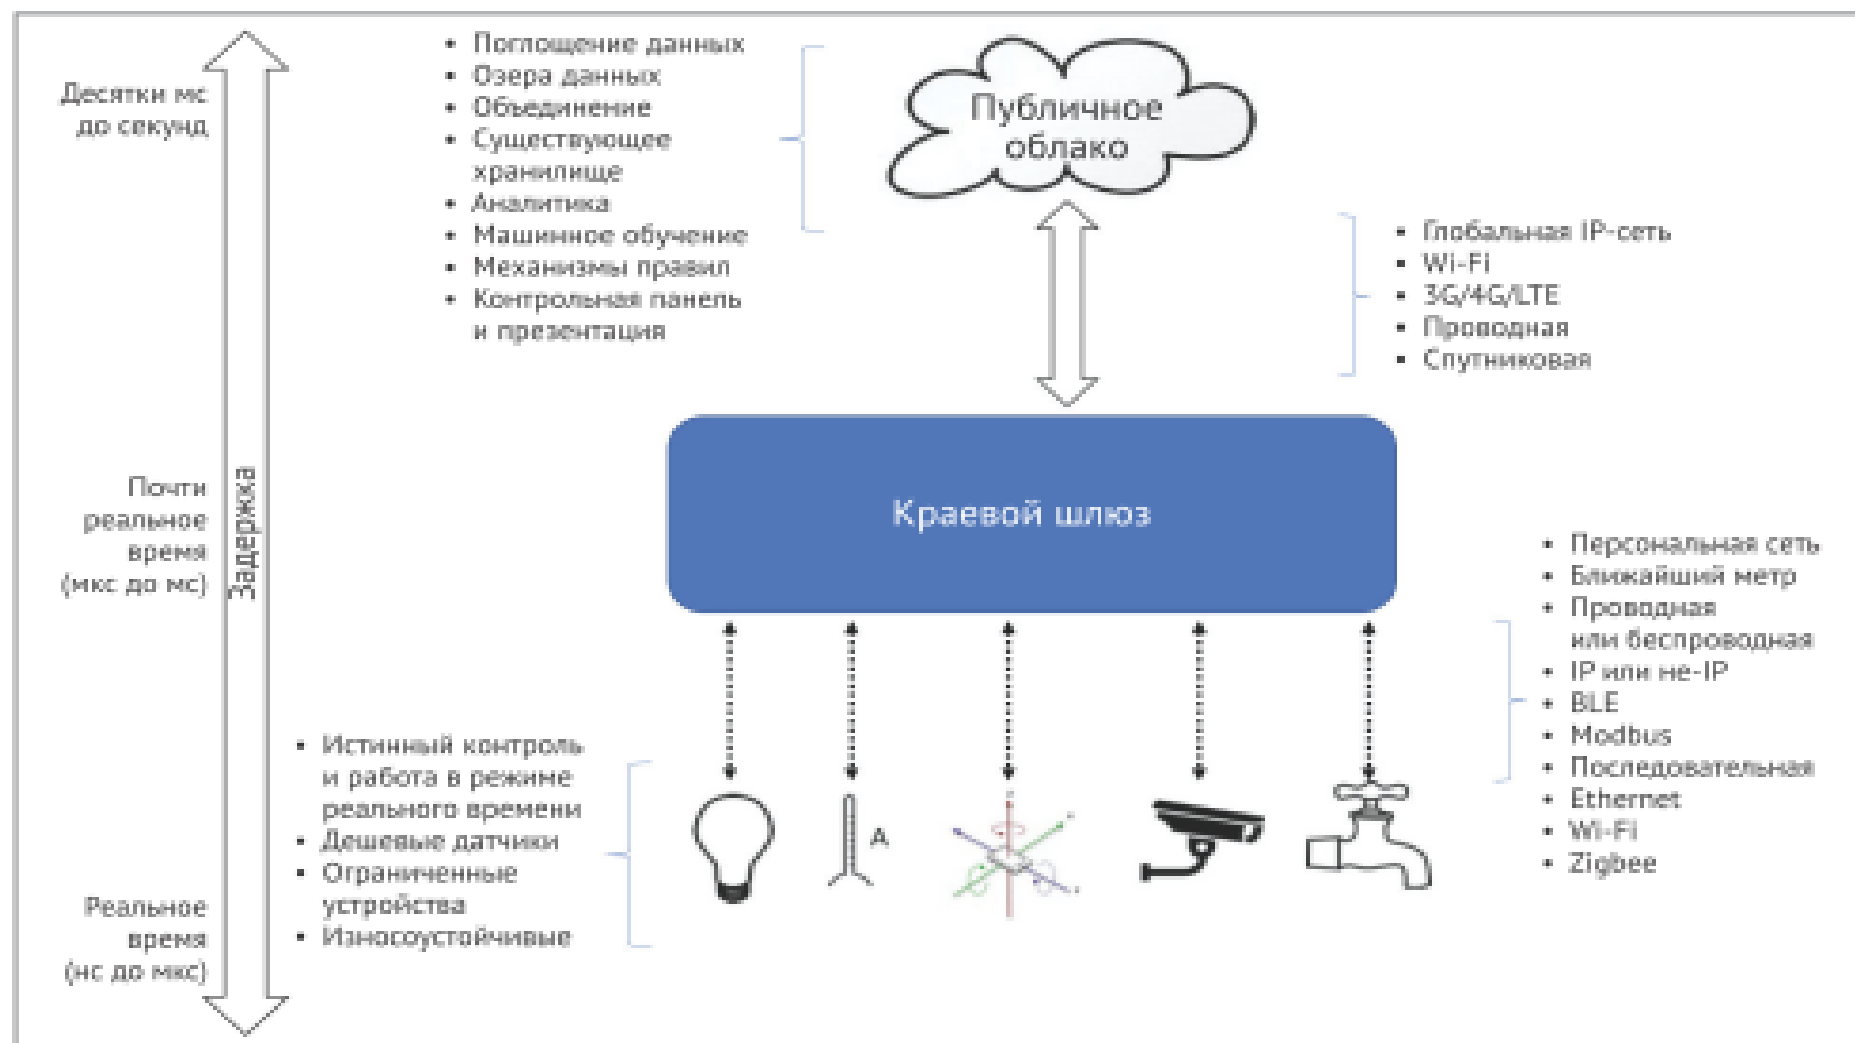 Десятки мс
до секунд
• Поглощение данных
• Озера данных
• Объединение
• Существующее
хранилище
• Аналитика
• Машинное обучение
• Механизмы правил
• Контрольная панель
и презентация
Публичное
облако
• Глобальная IP-сеть
• Wi-Fi
• 3G/4G/LTE
• Проводная
• Спутниковая
Почти
реальное
время
(мкс до мс)
Задержка
Краевой шлюз
• Персональная сеть
• Ближайший метр
• Проводная
или беспроводная
• IP или не-IP
• BLE
• Modbus
• Последовательная
• Ethernet
• Wi-Fi
• Zigbee
• Истинный контроль
и работа в режиме
реального времени
• Дешевые датчики
• Ограниченные
устройства
• Износоустойчивые
A
Реальное
время
(нс до мкс)